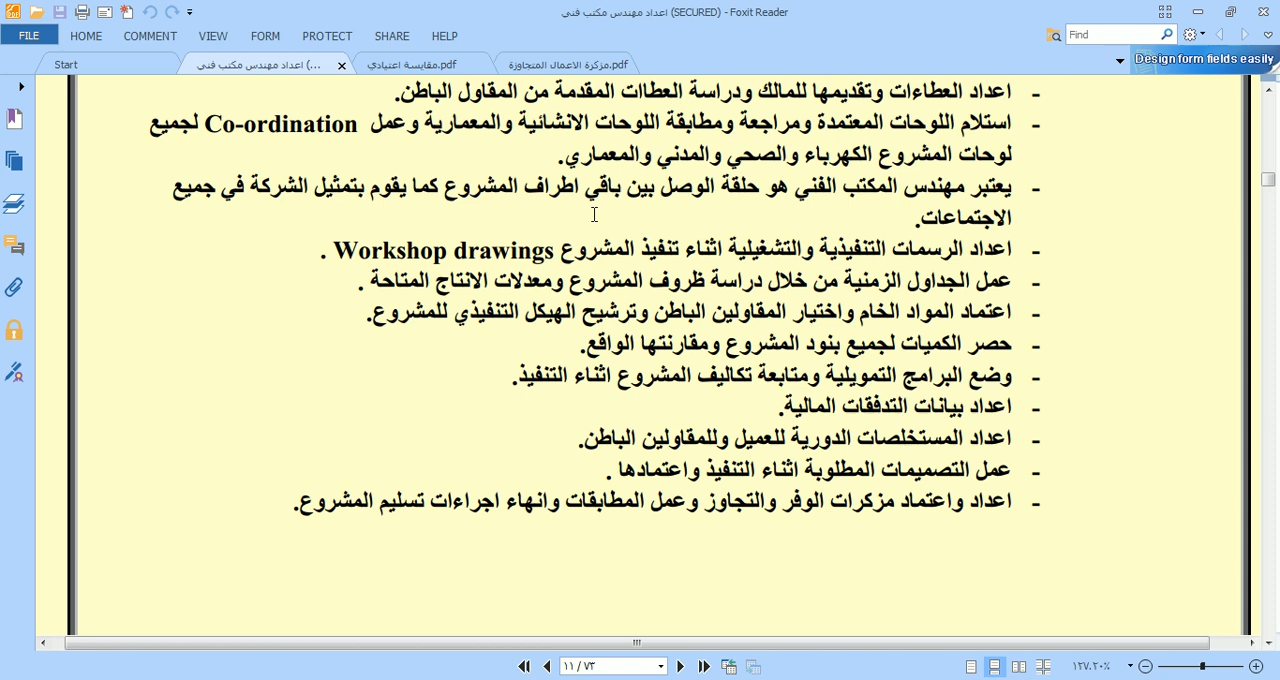 اعداد مهندس مكتب فني (SECURED) - Foxit Reader
FILE HOME COMMENT VIEW FORM PROTECT SHARE HELP
Find
Start
اعداد مهندس مكتب فني (...
مقايسة اعتيادي.pdf
مزكرة الاعمال المتجاوزة.pdf
Design form fields easily
- اعداد العطاءات وتقديمها للمالك ودراسة العطاات المقدمة من المقاول الباطن.
- استلام اللوحات المعتمدة ومراجعة ومطابقة اللوحات الانشائية والمعمارية وعمل Co-ordination لجميع
لوحات المشروع الكهرباء والصحي والمدني والمعماري.
- يعتبر مهندس المكتب الفني هو حلقة الوصل بين باقي اطراف المشروع كما يقوم بتمثيل الشركة في جميع
الاجتماعات.
- اعداد الرسمات التنفيذية والتشغيلية اثناء تنفيذ المشروع Workshop drawings .
- عمل الجداول الزمنية من خلال دراسة ظروف المشروع ومعدلات الانتاج المتاحة .
- اعتماد المواد الخام واختيار المقاولين الباطن وترشيح الهيكل التنفيذي للمشروع.
- حصر الكميات لجميع بنود المشروع ومقارنتها الواقع.
- وضع البرامج التمويلية ومتابعة تكاليف المشروع اثناء التنفيذ.
- اعداد بيانات التدفقات المالية.
- اعداد المستخلصات الدورية للعميل وللمقاولين الباطن.
- عمل التصميمات المطلوبة اثناء التنفيذ واعتمادها .
- اعداد واعتماد مزكرات الوفر والتجاوز وعمل المطابقات وانهاء اجراءات تسليم المشروع.
١١ / ٧٣
١٢٧.٢٠%